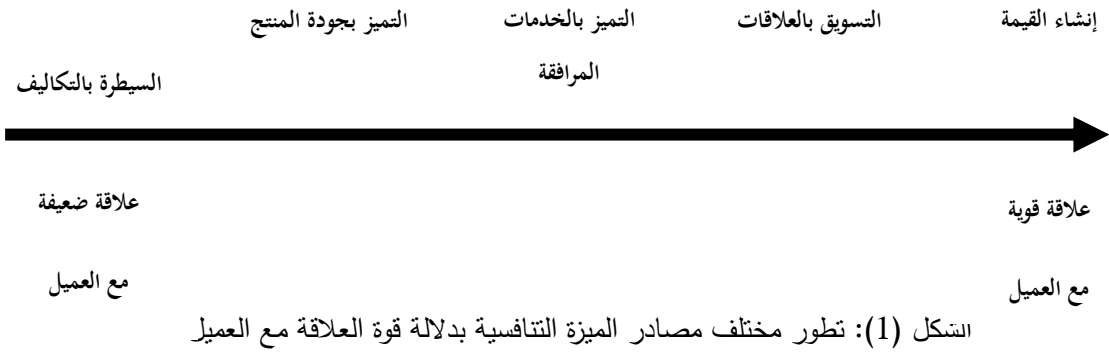 إنشاء القيمة
التسويق بالعلاقات
التميز بالخدمات
المرافقة
التميز بجودة المنتج
السيطرة بالتكاليف
علاقة قوية
مع العميل
علاقة ضعيفة
مع العميل
الشكل (1): تطور مختلف مصادر الميزة التنافسية بدلالة قوة العلاقة مع العميل